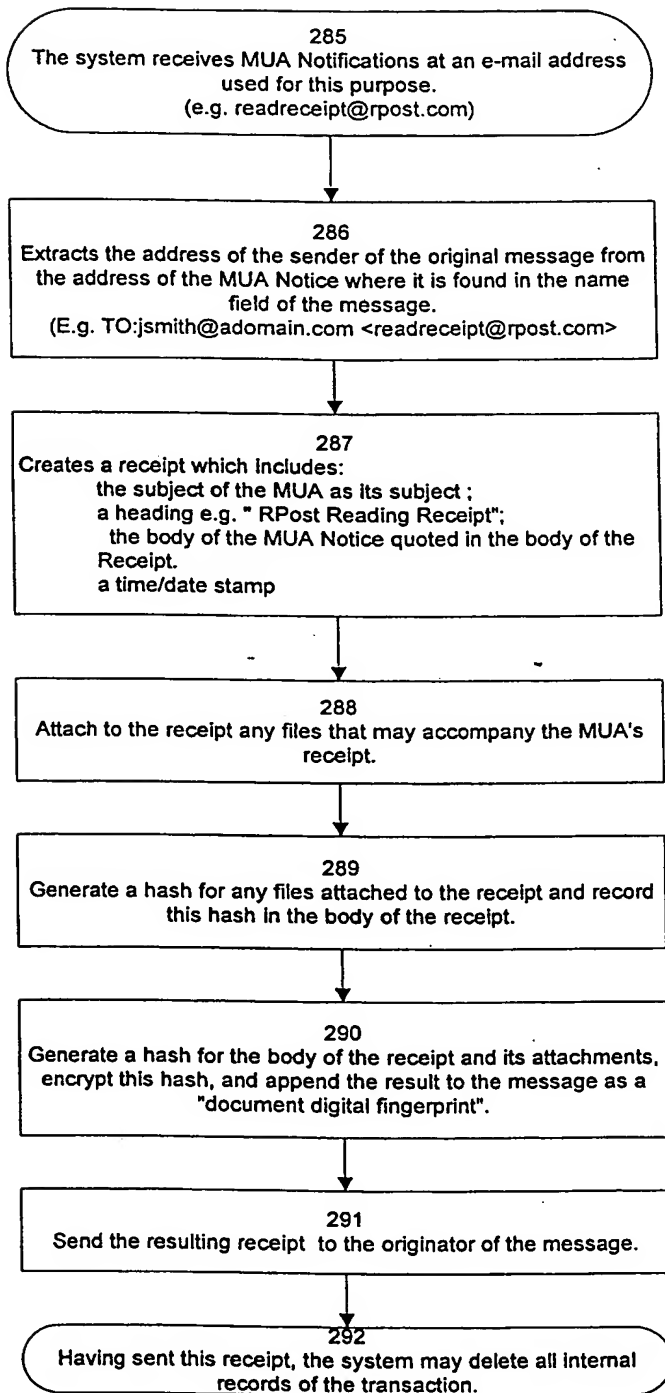 285
The system receives MUA Notifications at an e-mail address
used for this purpose.
(e.g. readreceipt@rpost.com)
286
Extracts the address of the sender of the original message from
the address of the MUA Notice where it is found in the name
field of the message.
(E.g. TO:jsmith@adomain.com <readreceipt@rpost.com>
287
Creates a receipt which includes:
the subject of the MUA as its subject ;
a heading e.g. " RPost Reading Receipt";
the body of the MUA Notice quoted in the body of the
Receipt.
a time/date stamp
288
Attach to the receipt any files that may accompany the MUA's
receipt.
289
Generate a hash for any files attached to the receipt and record
this hash in the body of the receipt.
290
Generate a hash for the body of the receipt and its attachments,
encrypt this hash, and append the result to the message as a
"document digital fingerprint".
291
Send the resulting receipt to the originator of the message.
292
Having sent this receipt, the system may delete all internal
records of the transaction.